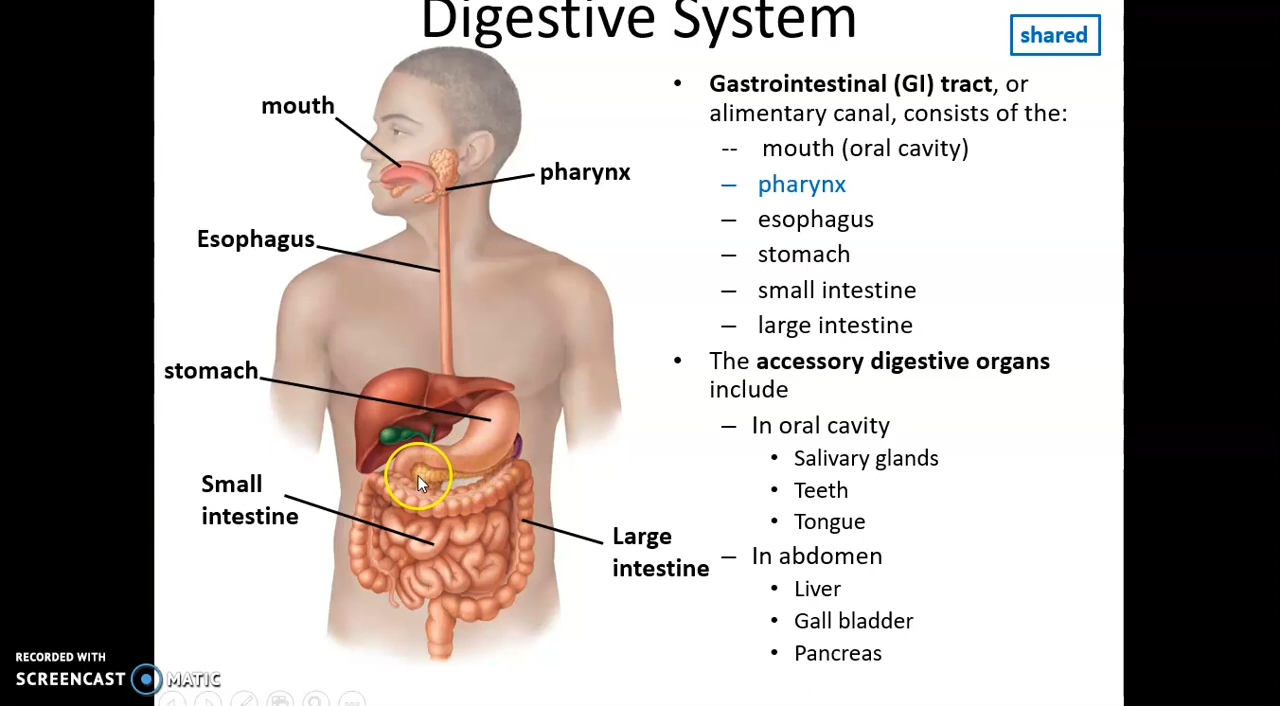 Digestive System
shared
mouth
pharynx
Esophagus
stomach
Small
intestine
Large
intestine
• Gastrointestinal (GI) tract, or
alimentary canal, consists of the:
-- mouth (oral cavity)
– pharynx
– esophagus
– stomach
– small intestine
– large intestine
• The accessory digestive organs
include
– In oral cavity
• Salivary glands
• Teeth
• Tongue
– In abdomen
• Liver
• Gall bladder
• Pancreas
RECORDED WITH
SCREENCAST MATIC